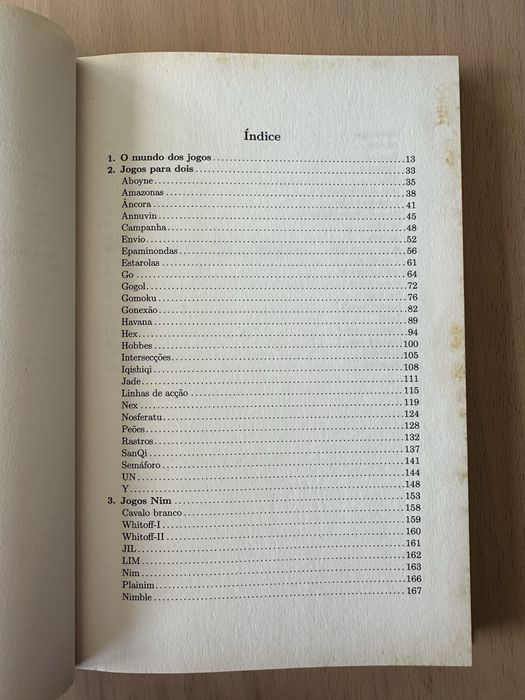 Índice
1. O mundo dos jogos 13
2. Jogos para dois 33
Aboyne 35
Amazonas 38
Âncora 41
Annuvin 45
Campanha 48
Envio 52
Epaminondas 56
Estarolas 61
Go 64
Gogol 72
Gomoku 76
Gonexão 82
Havana 89
Hex 94
Hobbes 100
Intersecções 105
Iqishiqi 108
Jade 111
Linhas de acção 115
Nex 119
Nosferatu 124
Peões 128
Rastros 132
SanQi 137
Semáforo 141
UN 144
Y 148
3. Jogos Nim 153
Cavalo branco 158
Whitoff-I 159
Whitoff-II 160
JIL 161
LIM 162
Nim 163
Plainim 166
Nimble 167